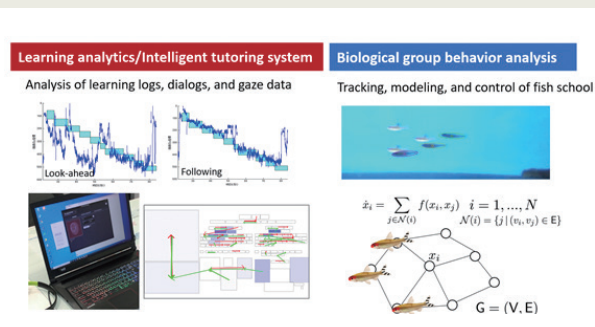 Learning analytics/Intelligent tutoring system
Analysis of learning logs, dialogs, and gaze data
Look-ahead
Following
Biological group behavior analysis
Tracking, modeling, and control of fish school
ẋᵢ = ∑ f(xᵢ, xⱼ) i = 1, ..., N
j∈𝒩(i)
𝒩(i) = {j | (vᵢ, vⱼ) ∈ E}
xᵢ
G = (V, E)